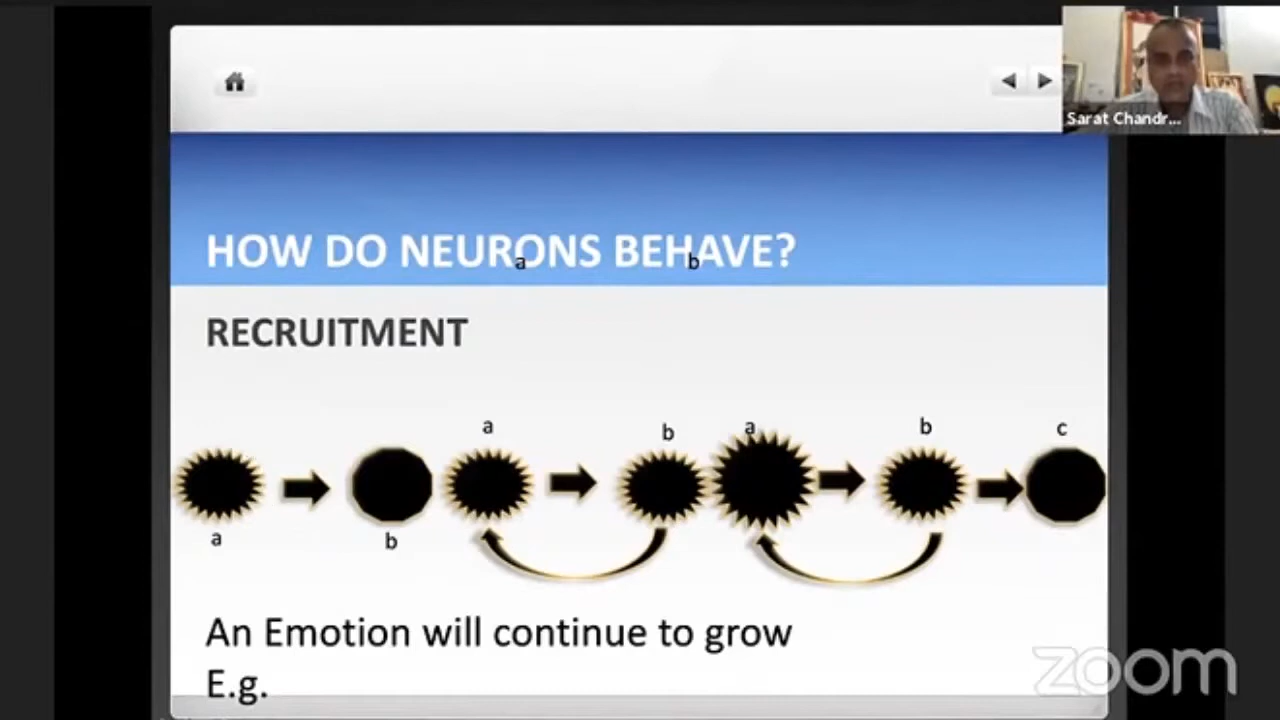 Sarat Chandr...
HOW DO NEURONS BEHAVE?
a b
RECRUITMENT
a b a b c
a b
An Emotion will continue to grow
E.g.
zoom